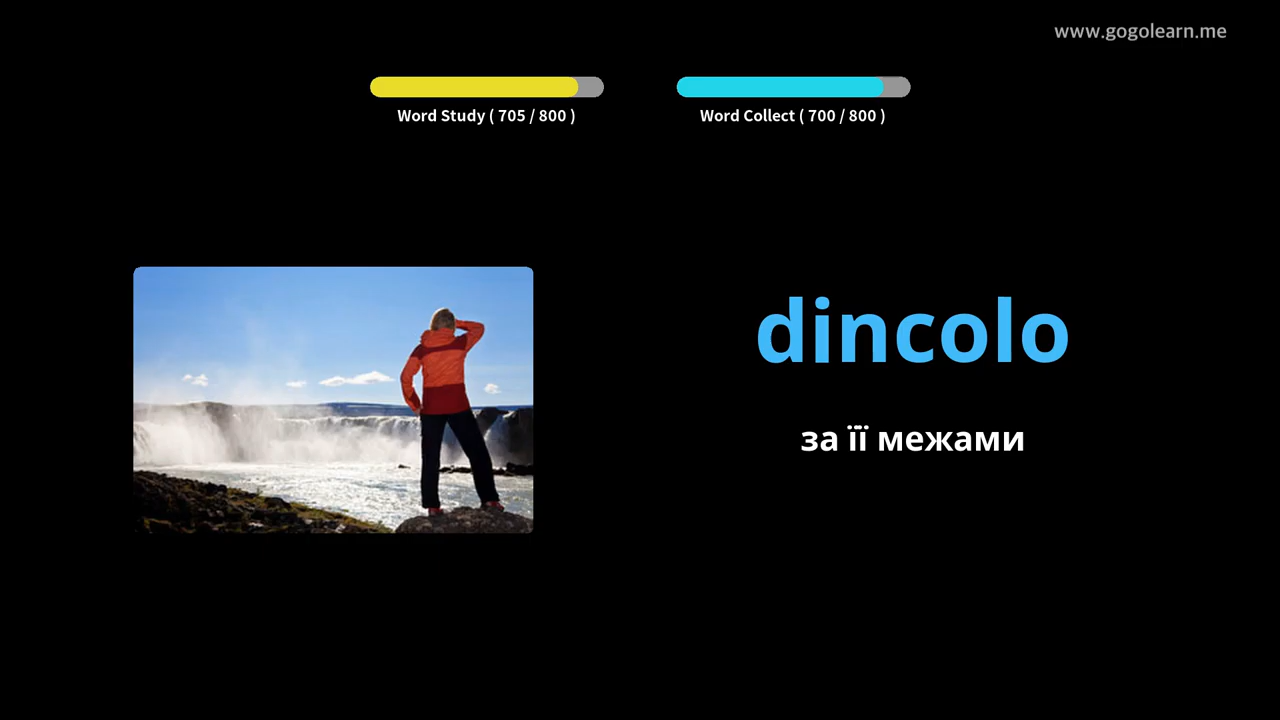 www.gogolearn.me
Word Study ( 705 / 800 )
Word Collect ( 700 / 800 )
dincolo
за її межами